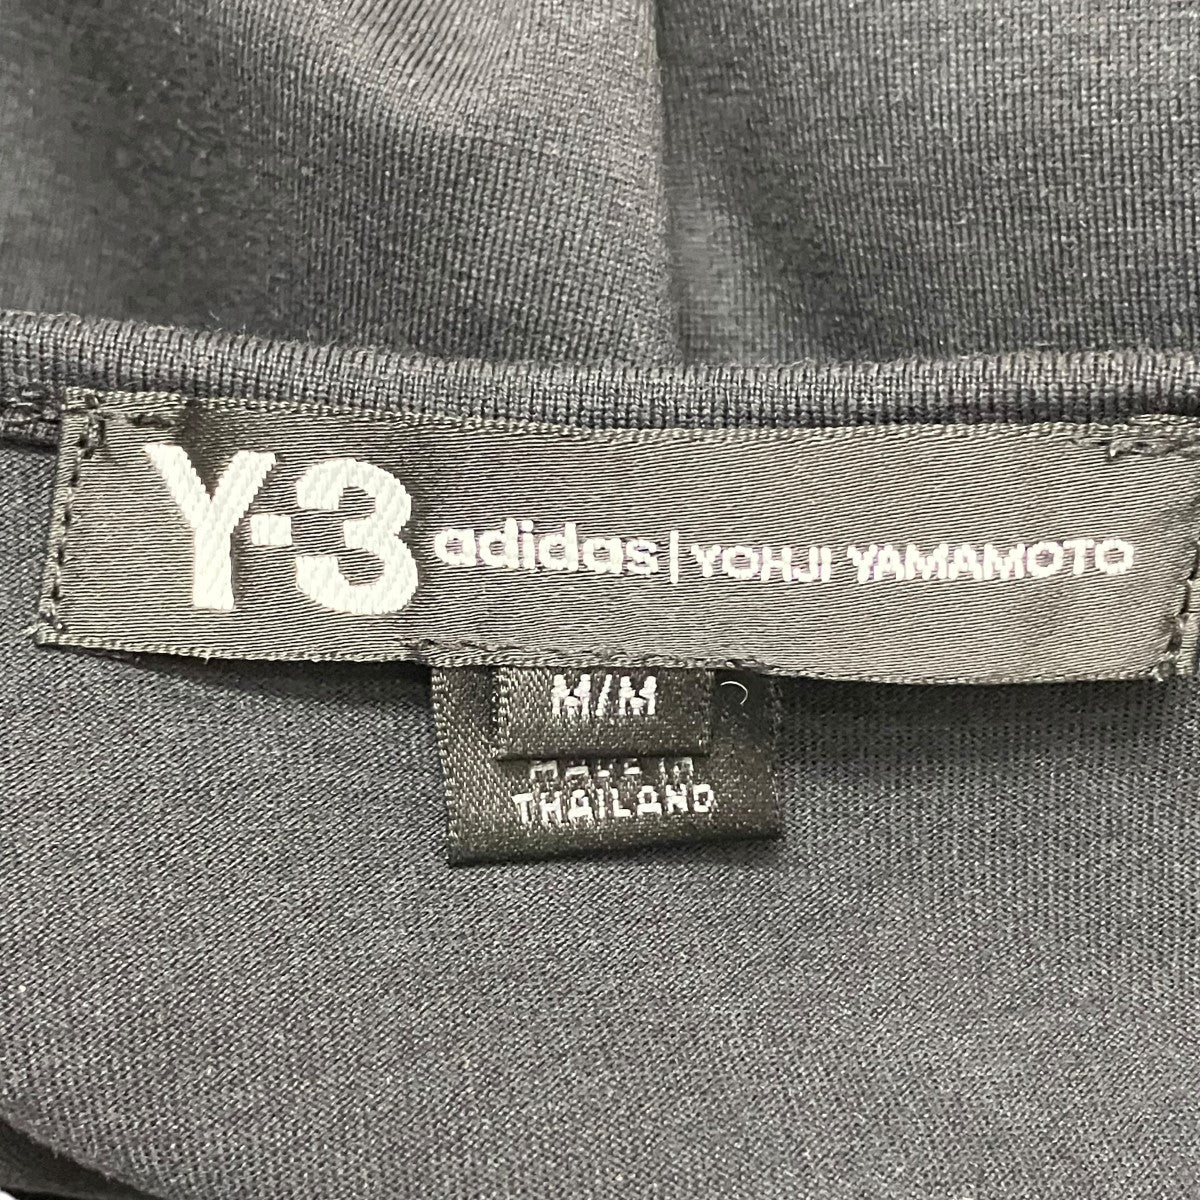 Y-3 adidas | YOHJI YAMAMOTO
M/M
Made in
THAILAND